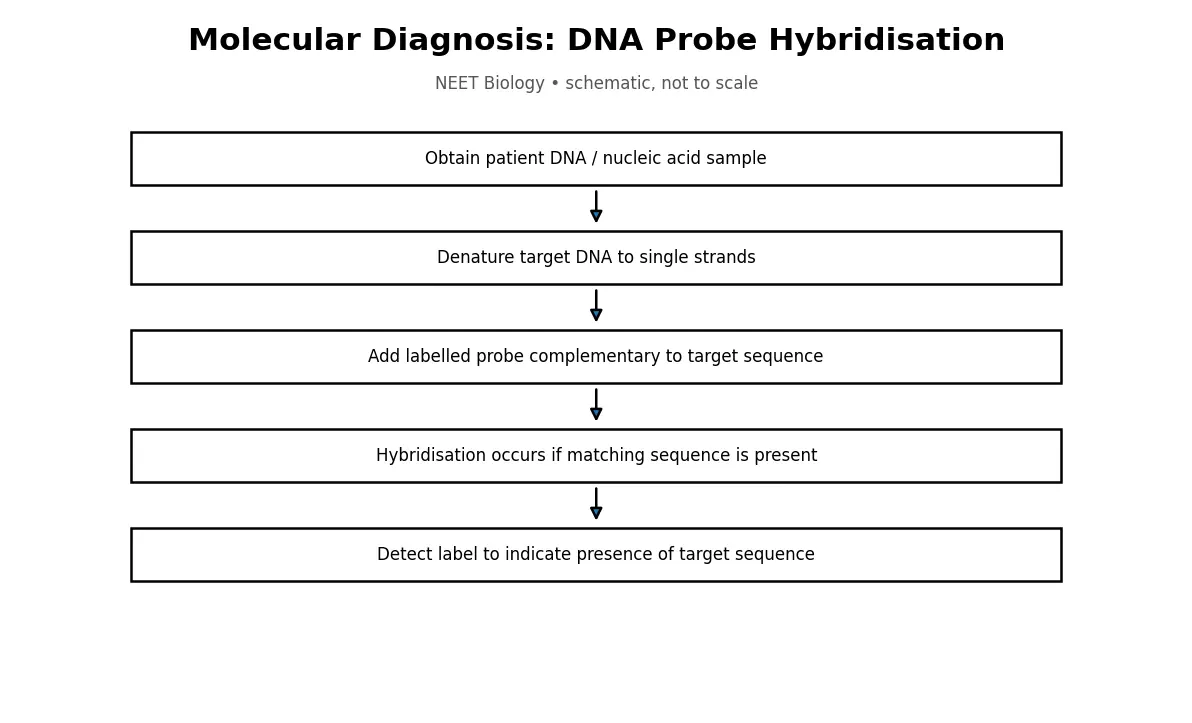 Molecular Diagnosis: DNA Probe Hybridisation
NEET Biology • schematic, not to scale
Obtain patient DNA / nucleic acid sample
Denature target DNA to single strands
Add labelled probe complementary to target sequence
Hybridisation occurs if matching sequence is present
Detect label to indicate presence of target sequence